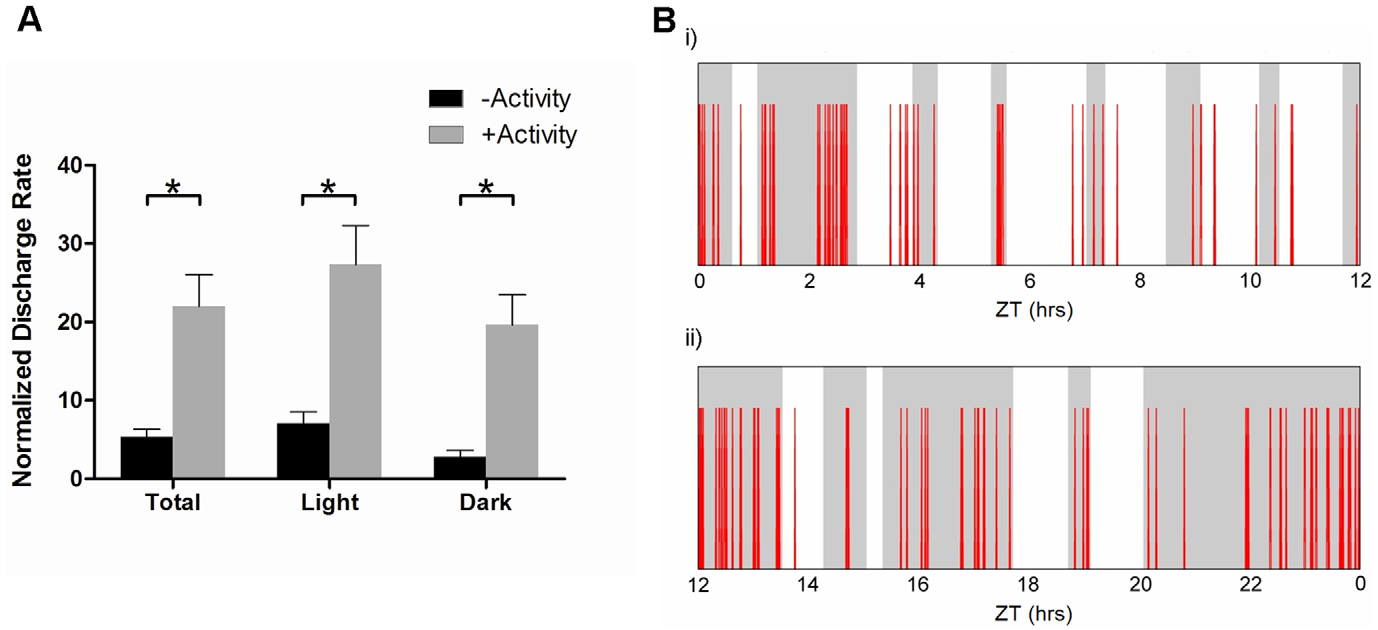 A
-Activity
+Activity
Normalized Discharge Rate
40
30
20
10
0
* * *
Total Light Dark
B
i)
0 2 4 6 8 10 12
ZT (hrs)
ii)
12 14 16 18 20 22 0
ZT (hrs)